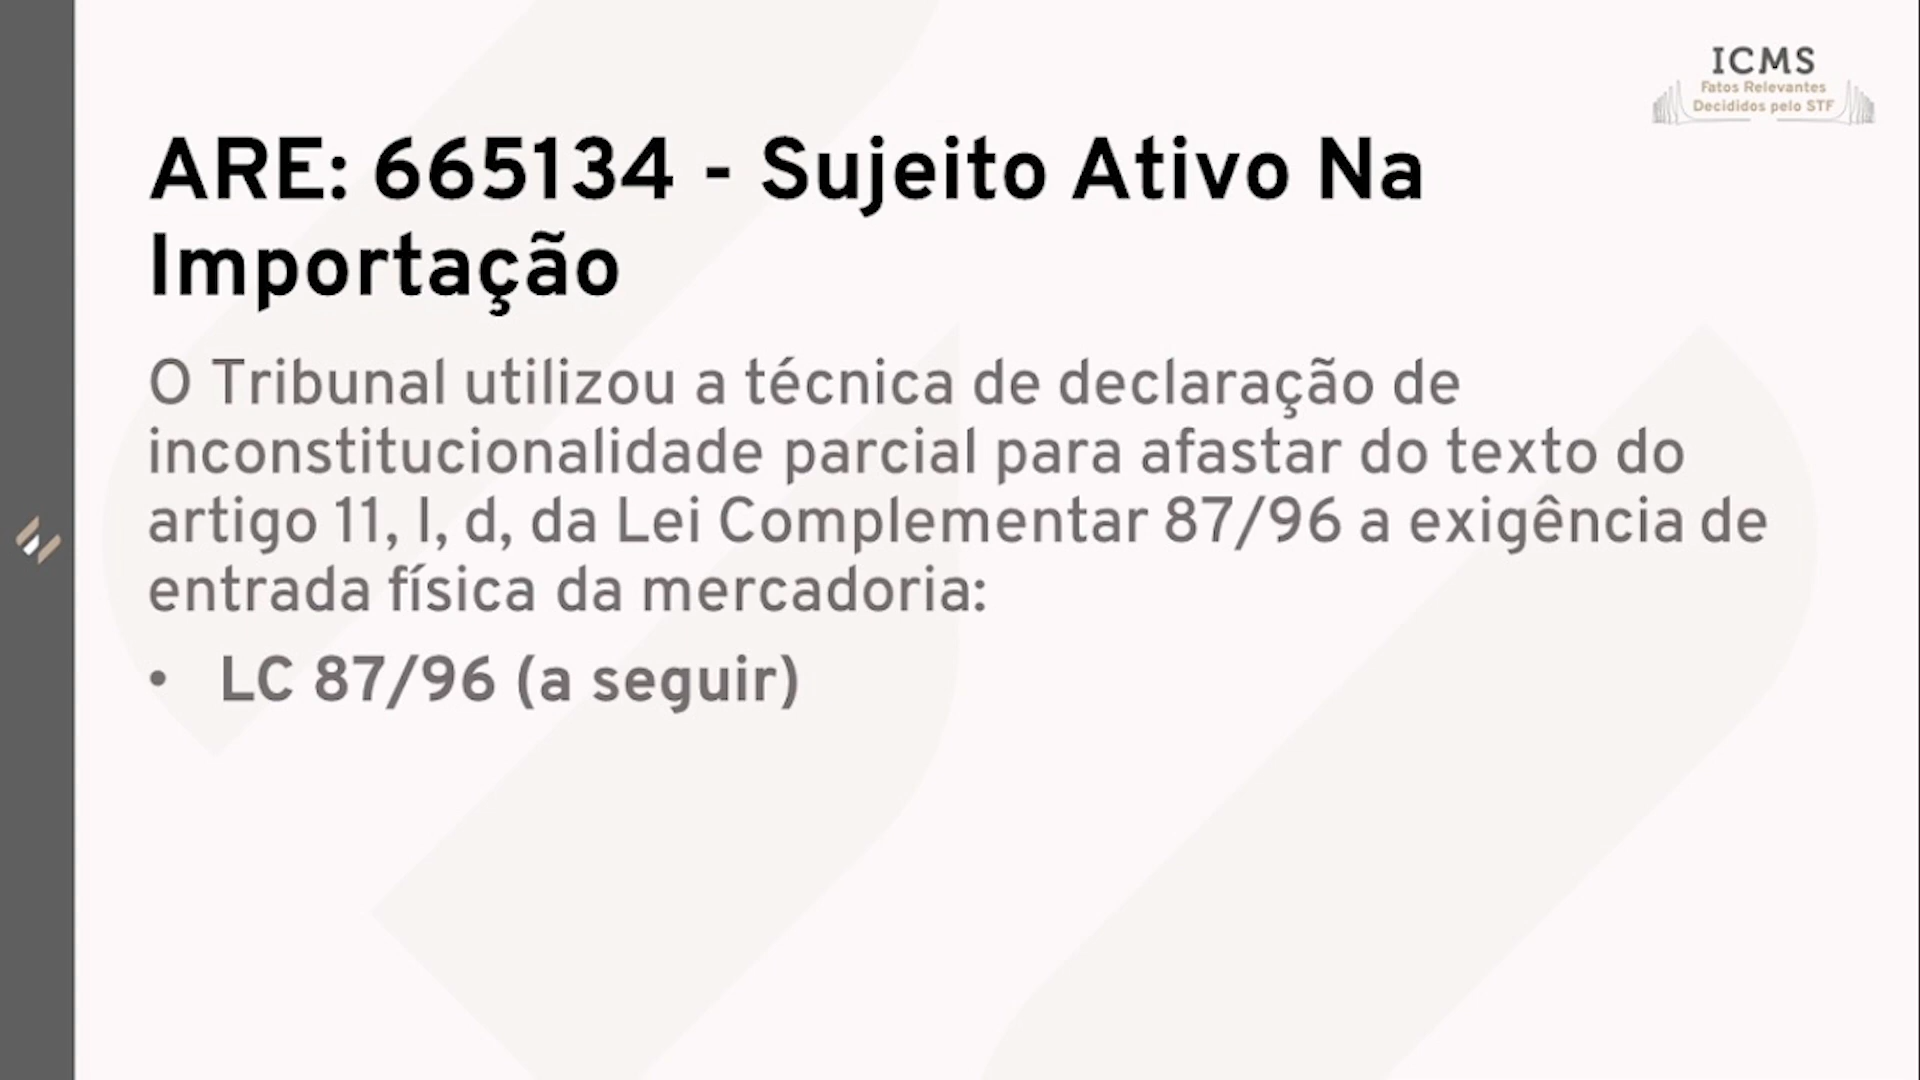 ICMS
Fatos Relevantes
Decididos pelo STF
ARE: 665134 - Sujeito Ativo Na
Importação
O Tribunal utilizou a técnica de declaração de
inconstitucionalidade parcial para afastar do texto do
artigo 11, I, d, da Lei Complementar 87/96 a exigência de
entrada física da mercadoria:
• LC 87/96 (a seguir)